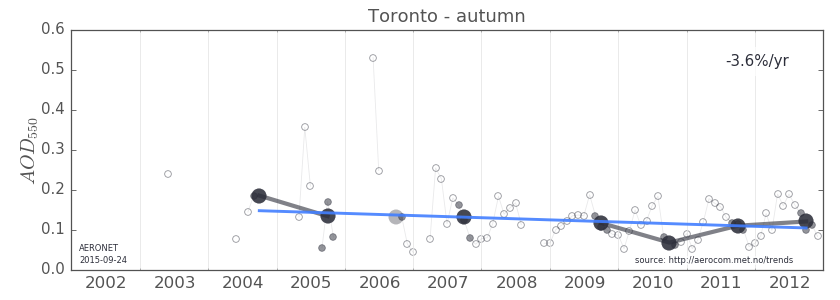 Toronto - autumn
0.6
0.5
0.4
0.3
0.2
0.1
0.0
AOD550
-3.6%/yr
AERONET
2015-09-24
source: http://aerocom.met.no/trends
2002 2003 2004 2005 2006 2007 2008 2009 2010 2011 2012